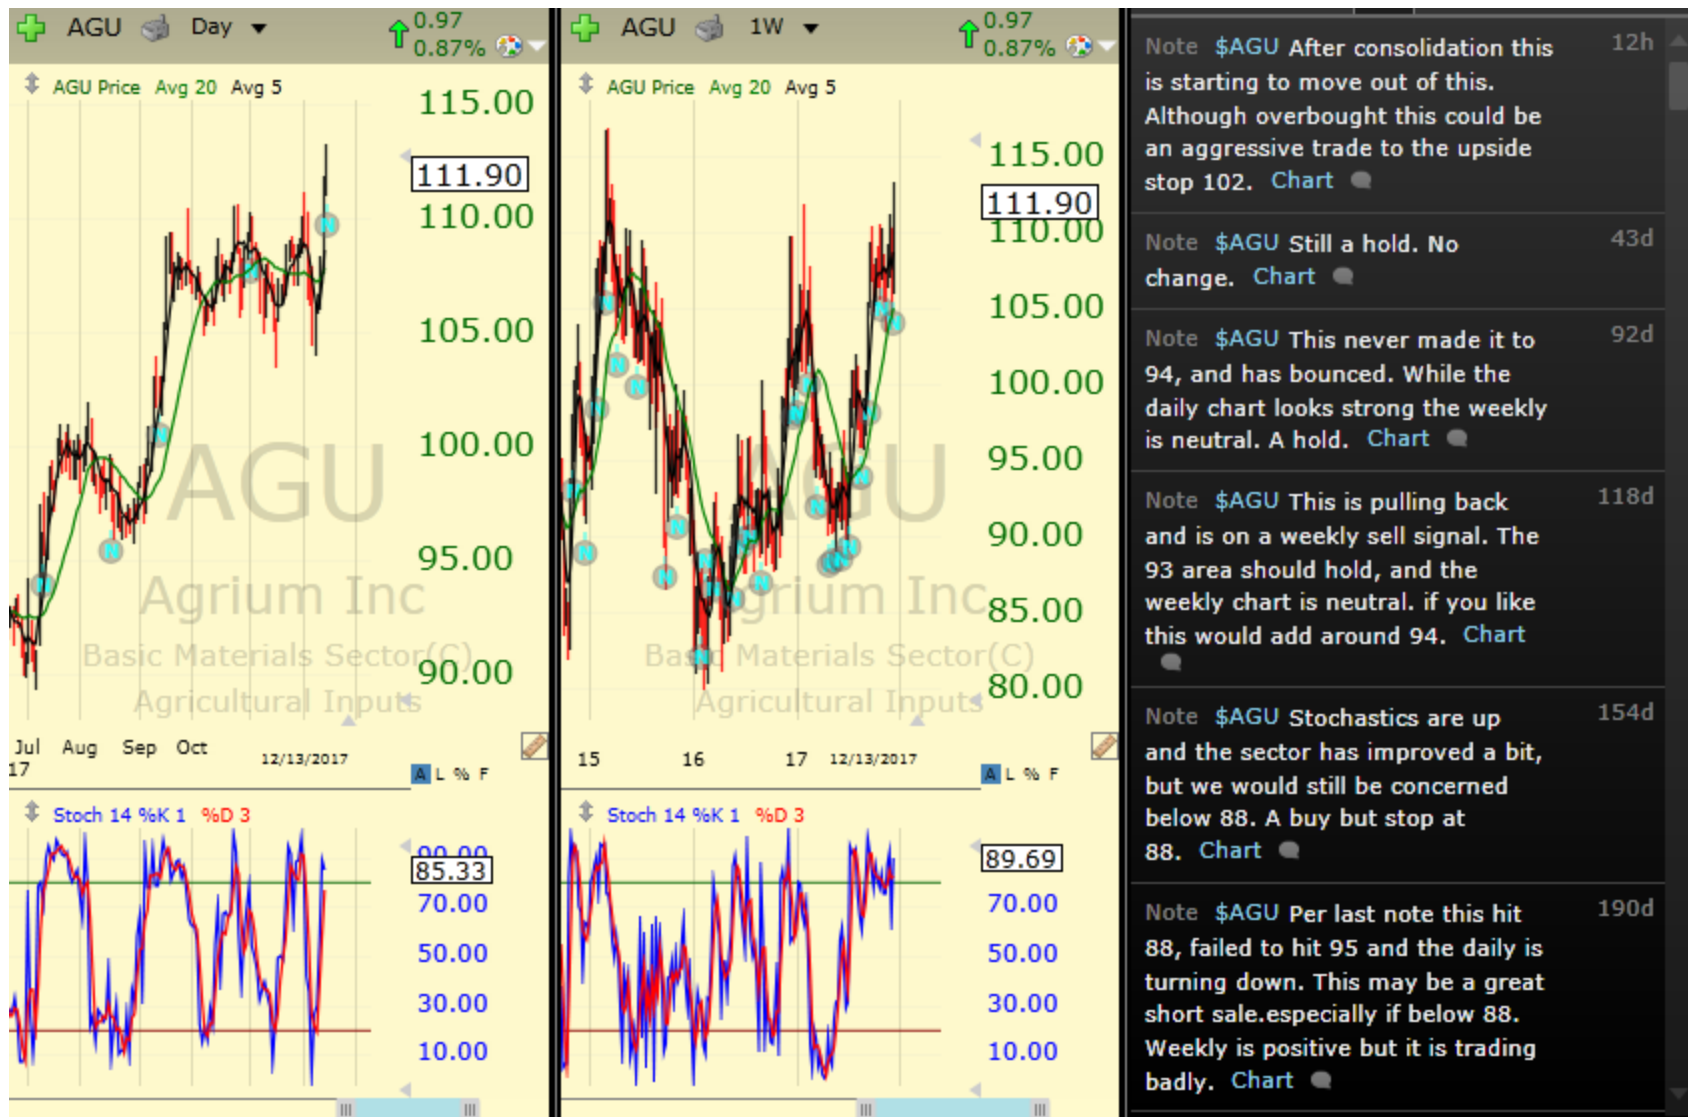 AGU Day
0.97
0.87%
AGU Price Avg 20 Avg 5
115.00
111.90
110.00
105.00
100.00
95.00
90.00
AGU
Agrium Inc
Basic Materials Sector(C)
Agricultural Inputs
N
N
N
N
N
Jul Aug Sep Oct 12/13/2017
17
A L % F
Stoch 14 %K 1 %D 3
90.00
85.33
70.00
50.00
30.00
10.00
AGU 1W
0.97
0.87%
AGU Price Avg 20 Avg 5
115.00
111.90
110.00
105.00
100.00
95.00
90.00
85.00
80.00
AGU
Agrium Inc
Basic Materials Sector(C)
Agricultural Inputs
15 16 17 12/13/2017
A L % F
Stoch 14 %K 1 %D 3
89.69
70.00
50.00
30.00
10.00
Note $AGU After consolidation this 12h
is starting to move out of this.
Although overbought this could be
an aggressive trade to the upside
stop 102. Chart
Note $AGU Still a hold. No 43d
change. Chart
Note $AGU This never made it to 92d
94, and has bounced. While the
daily chart looks strong the weekly
is neutral. A hold. Chart
Note $AGU This is pulling back 118d
and is on a weekly sell signal. The
93 area should hold, and the
weekly chart is neutral. if you like
this would add around 94. Chart
Note $AGU Stochastics are up 154d
and the sector has improved a bit,
but we would still be concerned
below 88. A buy but stop at
88. Chart
Note $AGU Per last note this hit 190d
88, failed to hit 95 and the daily is
turning down. This may be a great
short sale.especially if below 88.
Weekly is positive but it is trading
badly. Chart